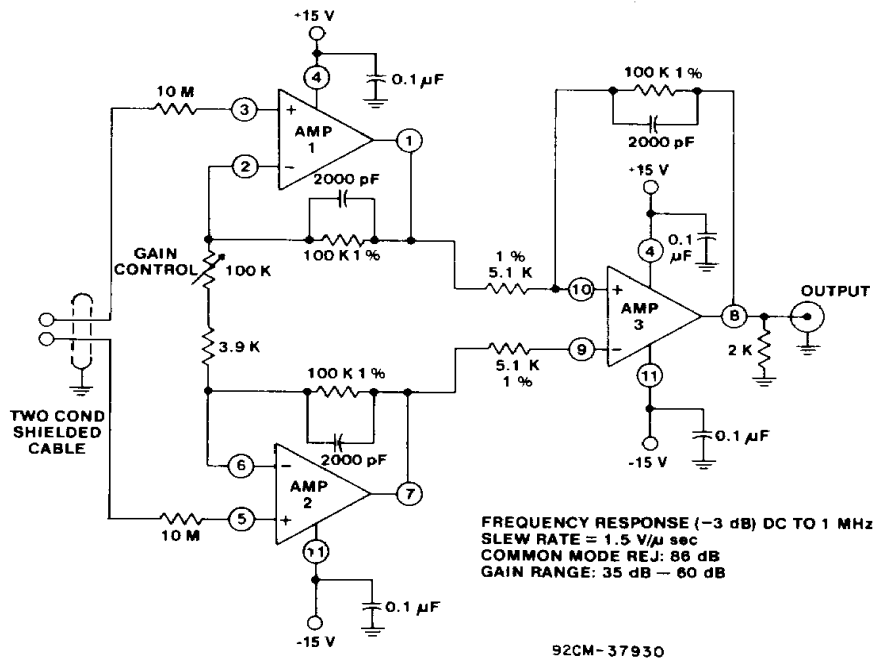 +15 V
4
0.1 µF
10 M
3
+
AMP
1
1
2
−
2000 pF
100 K 1 %
GAIN
CONTROL
100 K
3.9 K
TWO COND
SHIELDED
CABLE
100 K 1 %
2000 pF
6
−
AMP
2
7
5
+
10 M
11
0.1 µF
-15 V
100 K 1 %
2000 pF
+15 V
4
0.1
µF
1 %
5.1 K
10
+
AMP
3
8
OUTPUT
2 K
9
−
5.1 K
1 %
11
0.1 µF
-15 V
FREQUENCY RESPONSE (−3 dB) DC TO 1 MHz
SLEW RATE = 1.5 V/µ sec
COMMON MODE REJ: 86 dB
GAIN RANGE: 35 dB — 60 dB
92CM-37930